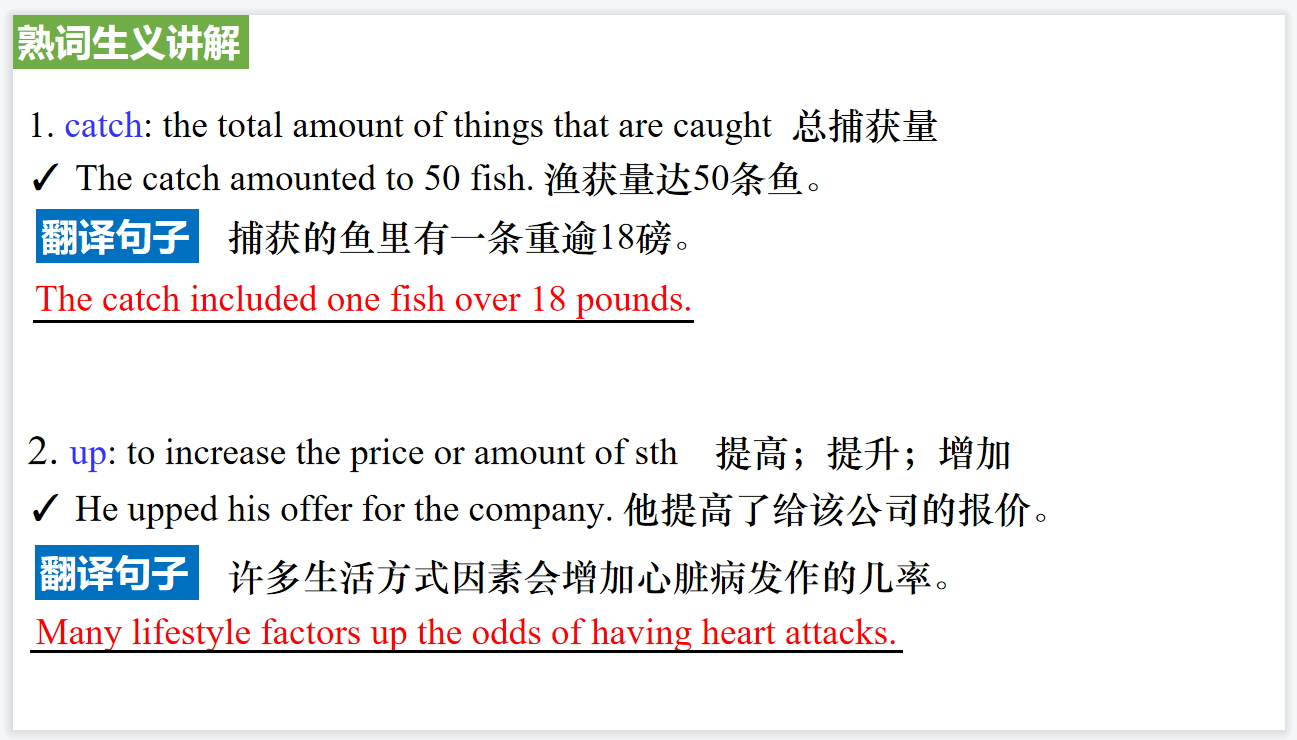 熟词生义讲解
1. catch: the total amount of things that are caught 总捕获量
✓ The catch amounted to 50 fish. 渔获量达50条鱼。
翻译句子 捕获的鱼里有一条重逾18磅。
The catch included one fish over 18 pounds.
2. up: to increase the price or amount of sth 提高；提升；增加
✓ He upped his offer for the company. 他提高了给该公司的报价。
翻译句子 许多生活方式因素会增加心脏病发作的几率。
Many lifestyle factors up the odds of having heart attacks.